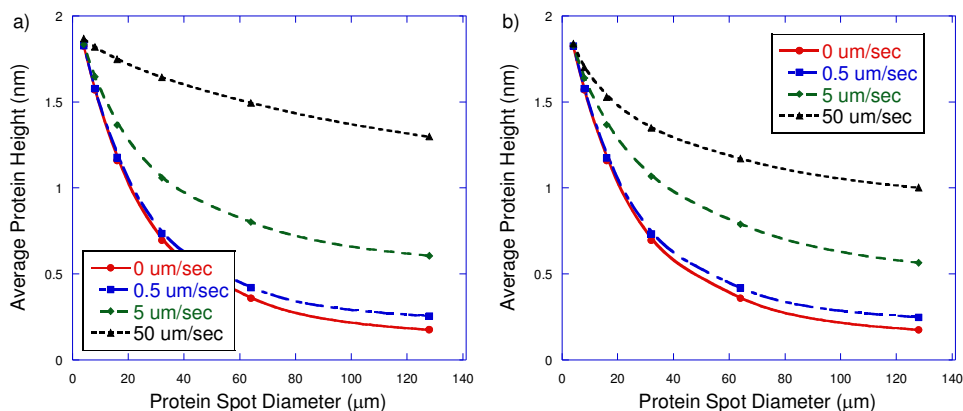 a)
Average Protein Height (nm)
2
1.5
1
0.5
0
0 um/sec
0.5 um/sec
5 um/sec
50 um/sec
0 20 40 60 80 100 120 140
Protein Spot Diameter (μm)
b)
Average Protein Height (nm)
2
1.5
1
0.5
0
0 um/sec
0.5 um/sec
5 um/sec
50 um/sec
0 20 40 60 80 100 120 140
Protein Spot Diameter (μm)